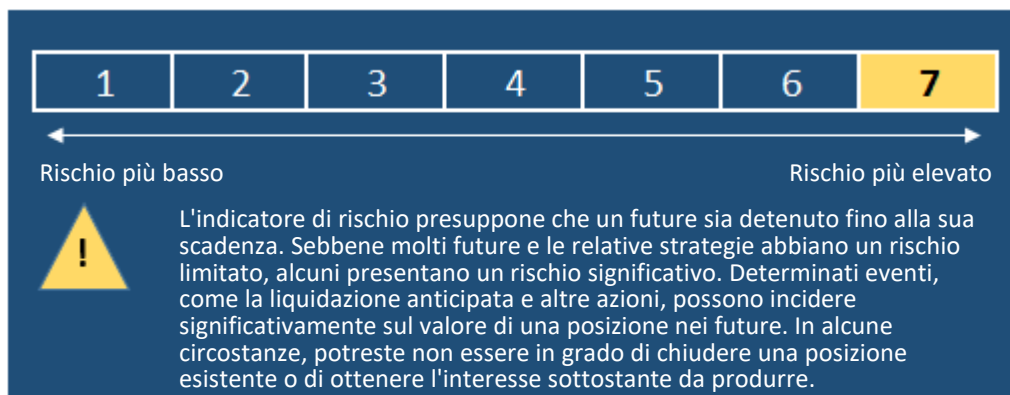 1 2 3 4 5 6 7
Rischio più basso Rischio più elevato
!
L'indicatore di rischio presuppone che un future sia detenuto fino alla sua
scadenza. Sebbene molti future e le relative strategie abbiano un rischio
limitato, alcuni presentano un rischio significativo. Determinati eventi,
come la liquidazione anticipata e altre azioni, possono incidere
significativamente sul valore di una posizione nei future. In alcune
circostanze, potreste non essere in grado di chiudere una posizione
esistente o di ottenere l'interesse sottostante da produrre.